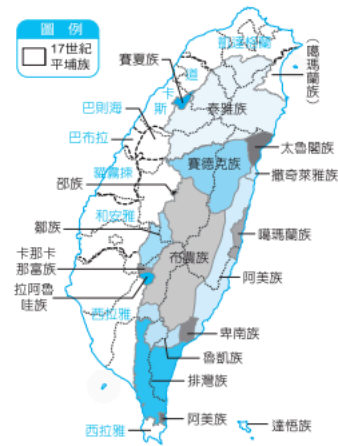 圖例
17世紀
平埔族
凱達格蘭
(噶瑪蘭族)
賽夏族
道
卡
斯
泰雅族
巴則海
巴布拉
貓霧捒
賽德克族
太魯閣族
撒奇萊雅族
邵族
和安雅
鄒族
噶瑪蘭族
布農族
卡那卡
那富族
阿美族
拉阿魯
哇族
西拉雅
卑南族
魯凱族
排灣族
阿美族
西拉雅
達悟族